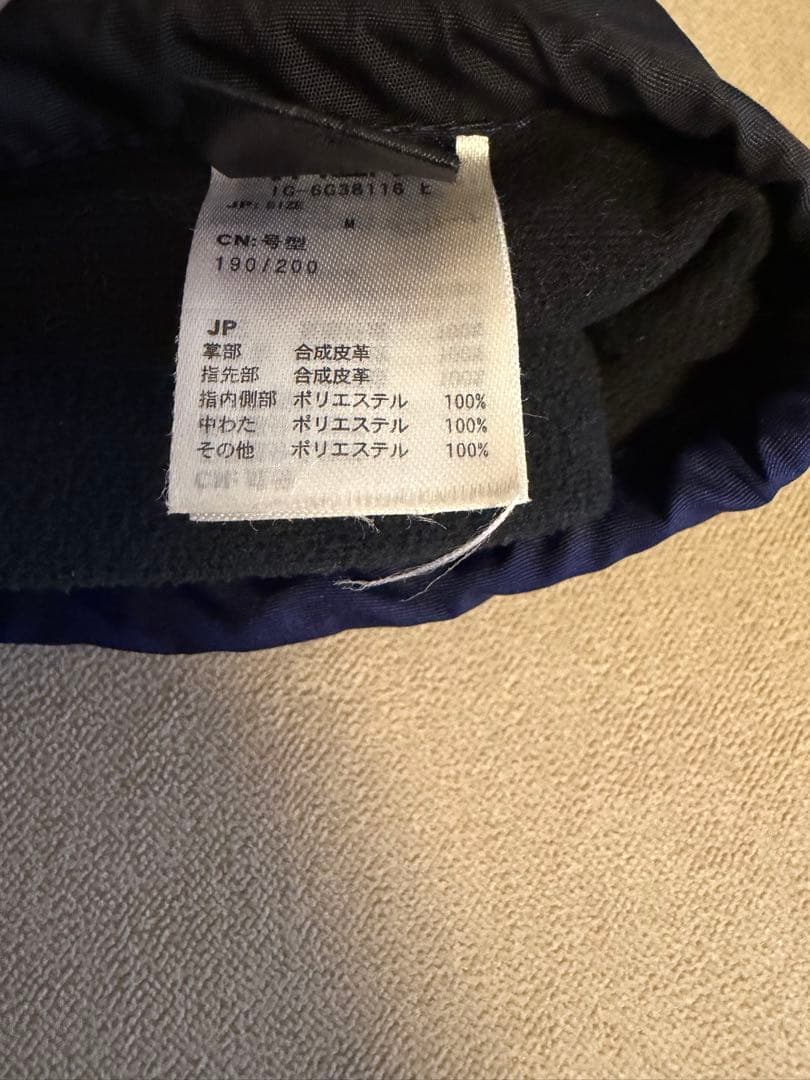 1G-6G38116 E
JP: SIZE
M
CN:号型
190/200
JP
掌部 合成皮革
指先部 合成皮革
指内側部 ポリエステル 100%
中わた ポリエステル 100%
その他 ポリエステル 100%